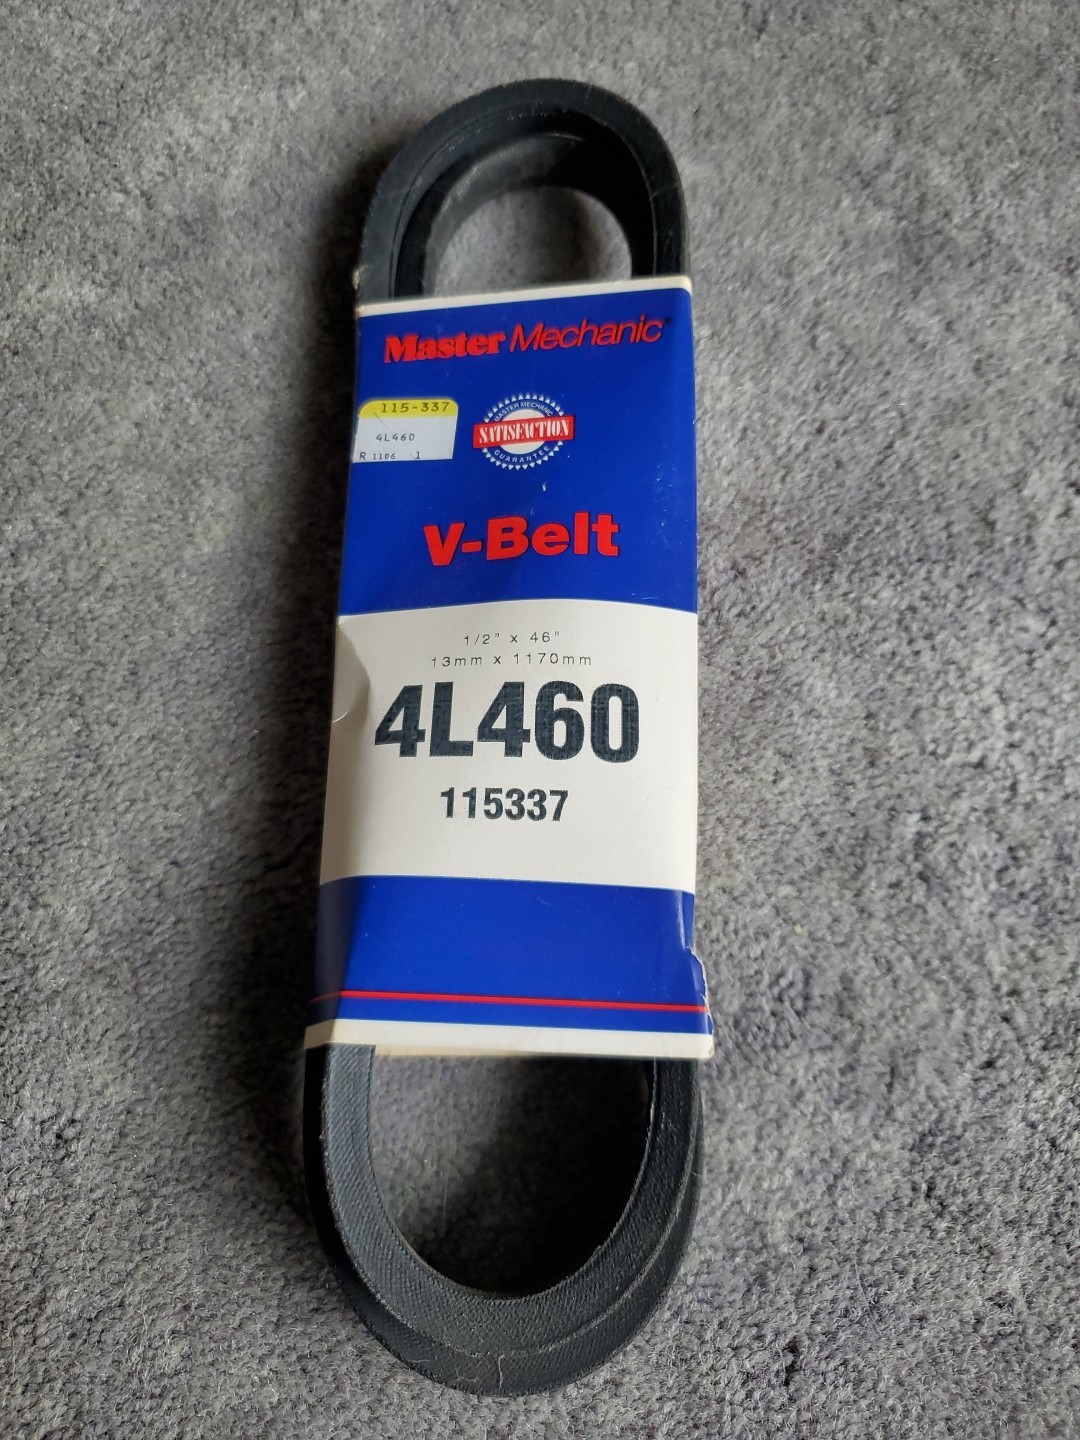 Master Mechanic®
115-337
4L460
R 1106 1
MASTER MECHANIC
SATISFACTION
GUARANTEE
V-Belt
1/2" x 46"
13mm x 1170mm
4L460
115337